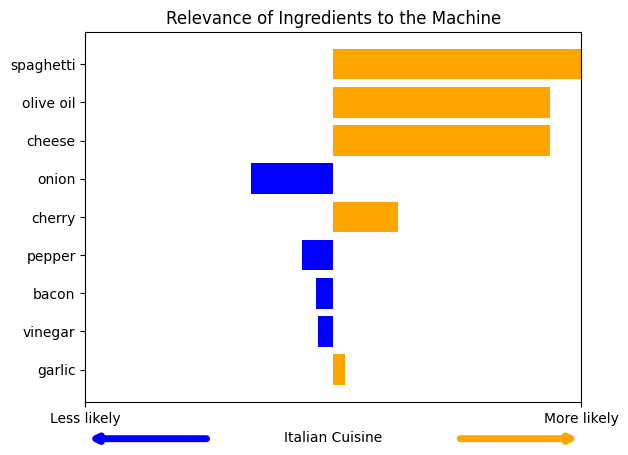 Relevance of Ingredients to the Machine
spaghetti
olive oil
cheese
onion
cherry
pepper
bacon
vinegar
garlic
Less likely
More likely
Italian Cuisine